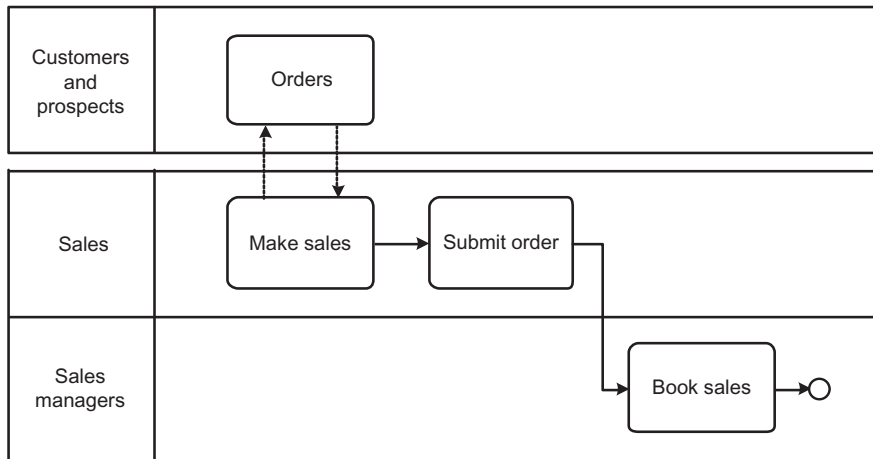 Customers
and
prospects
Orders
Sales
Make sales
Submit order
Sales
managers
Book sales